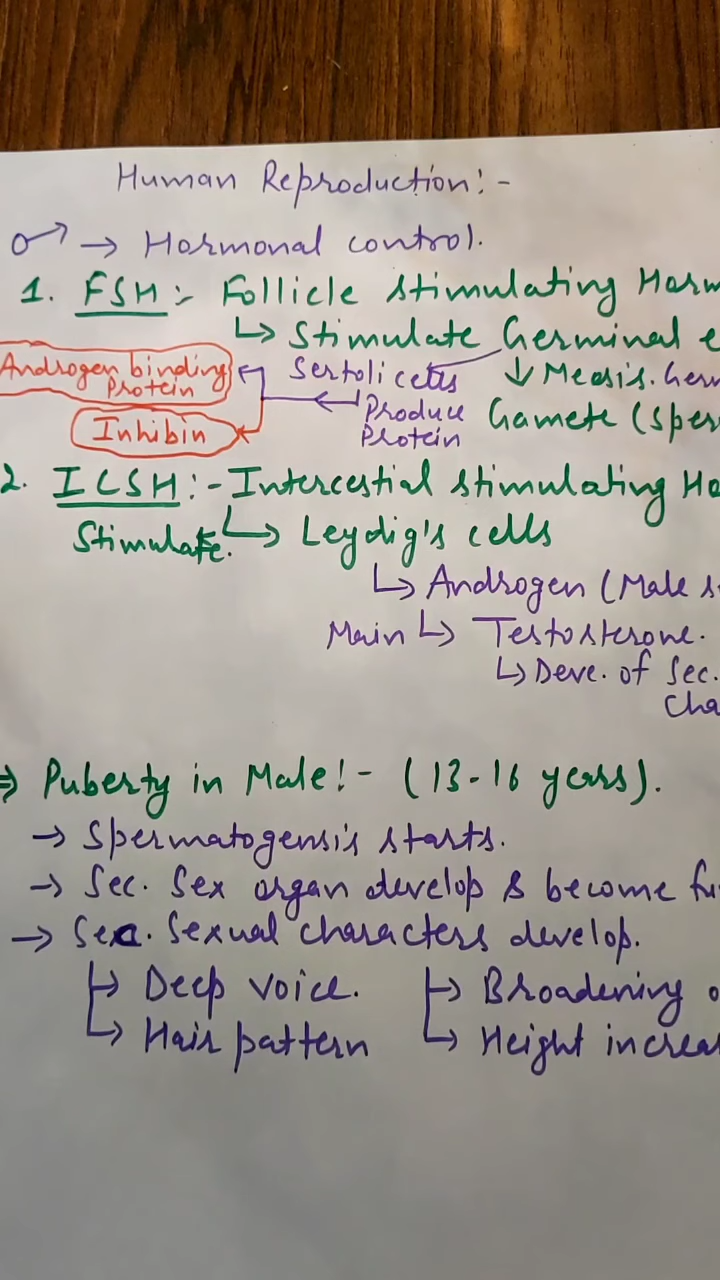 Human Reproduction:-
♂ → Hormonal control.
1. FSH :- Follicle stimulating Horm
↳ Stimulate Germinal e
Androgen binding Protein
Sertoli cells
↓ Meosis. Germ
Produce Protein
Gamete (Sper
Inhibin
2. ICSH :- Intercestial stimulating Ho
Stimulate. ↳ Leydig's cells
↳ Androgen (Male s
Main ↳ Testosterone.
↳ Deve. of Sec.
Cha
⇒ Puberty in Male!- (13-16 years).
→ Spermatogensis starts.
→ Sec. Sex organ develop & become fu
→ Sec. Sexual characters develop.
→ Deep voice. → Broadening o
→ Hair pattern → Height increa